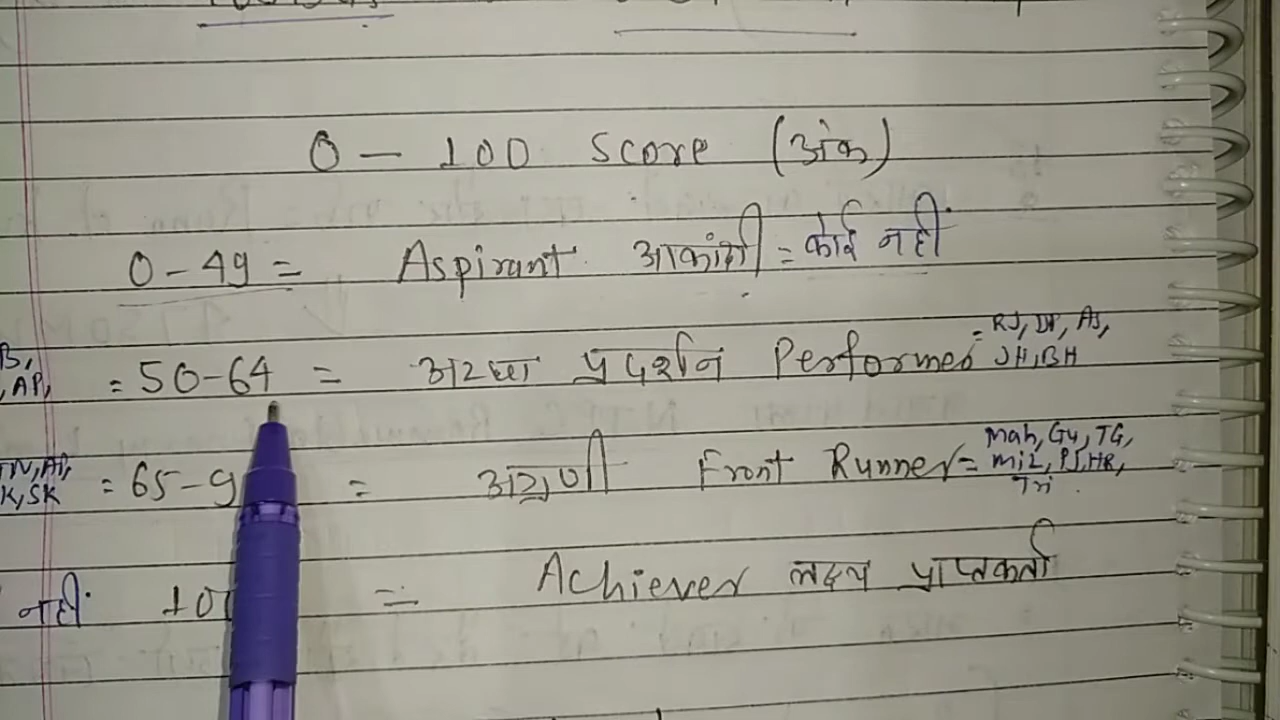 0 – 100 Score (अंक)
0 – 49 = Aspirant आकांक्षी = कोई नहीं
B, = RJ, AS,
,AP, = 50-64 = अच्छा प्रदर्शन Performer JH, BH
TN, AP, Mah, Gu, TG,
K, SK = 65-9 = अग्रणी Front Runner = Miz, PJ, HR,
Tri
नहीं 10 = Achiever लक्ष्य प्राप्तकर्ता